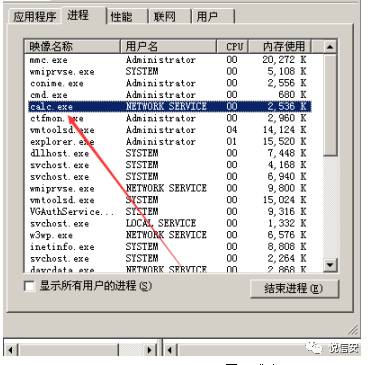 应用程序 进程 性能 联网 用户
映像名称 用户名 CPU 内存使用
mmc.exe Administrator 00 20,272 K
wmiprvse.exe SYSTEM 00 5,108 K
conime.exe Administrator 00 2,556 K
cmd.exe Administrator 00 680 K
calc.exe NETWORK SERVICE 00 2,536 K
ctfmon.exe Administrator 00 2,960 K
vmtoolsd.exe Administrator 04 14,124 K
explorer.exe Administrator 01 15,520 K
dllhost.exe SYSTEM 00 7,448 K
svchost.exe SYSTEM 00 4,168 K
svchost.exe SYSTEM 00 6,940 K
wmiprvse.exe NETWORK SERVICE 00 9,800 K
vmtoolsd.exe SYSTEM 00 15,024 K
VGAuthService... SYSTEM 00 9,316 K
svchost.exe LOCAL SERVICE 00 1,332 K
w3wp.exe NETWORK SERVICE 00 6,576 K
inetinfo.exe SYSTEM 00 8,808 K
svchost.exe SYSTEM 00 2,264 K
davcdata.exe NETWORK SERVICE 00 2,868 K
显示所有用户的进程(S) 结束进程(E)
悦信安